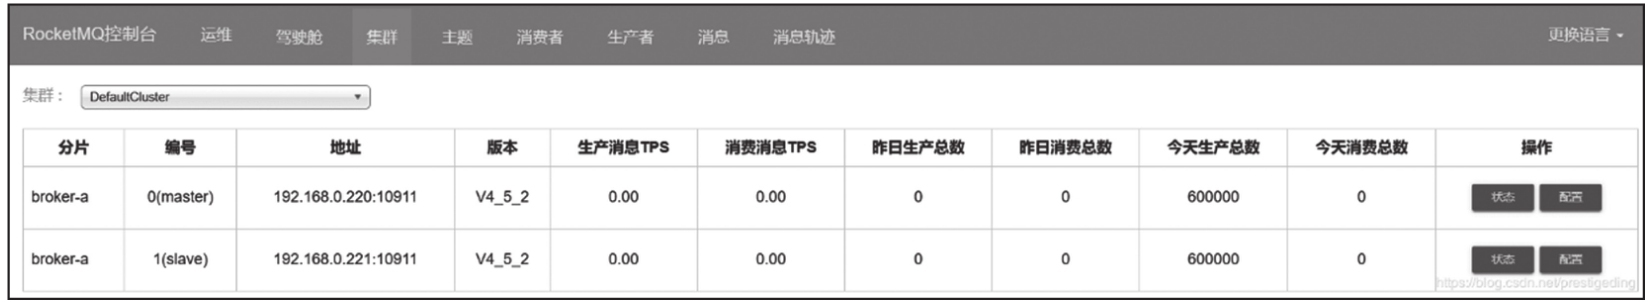 RocketMQ控制台 运维 驾驶舱 集群 主题 消费者 生产者 消息 消息轨迹 更换语言
集群： DefaultCluster
分片 编号 地址 版本 生产消息TPS 消费消息TPS 昨日生产总数 昨日消费总数 今天生产总数 今天消费总数 操作
broker-a 0(master) 192.168.0.220:10911 V4_5_2 0.00 0.00 0 0 600000 0 状态 配置
broker-a 1(slave) 192.168.0.221:10911 V4_5_2 0.00 0.00 0 0 600000 0 状态 配置
https://blog.csdn.net/prestigeding